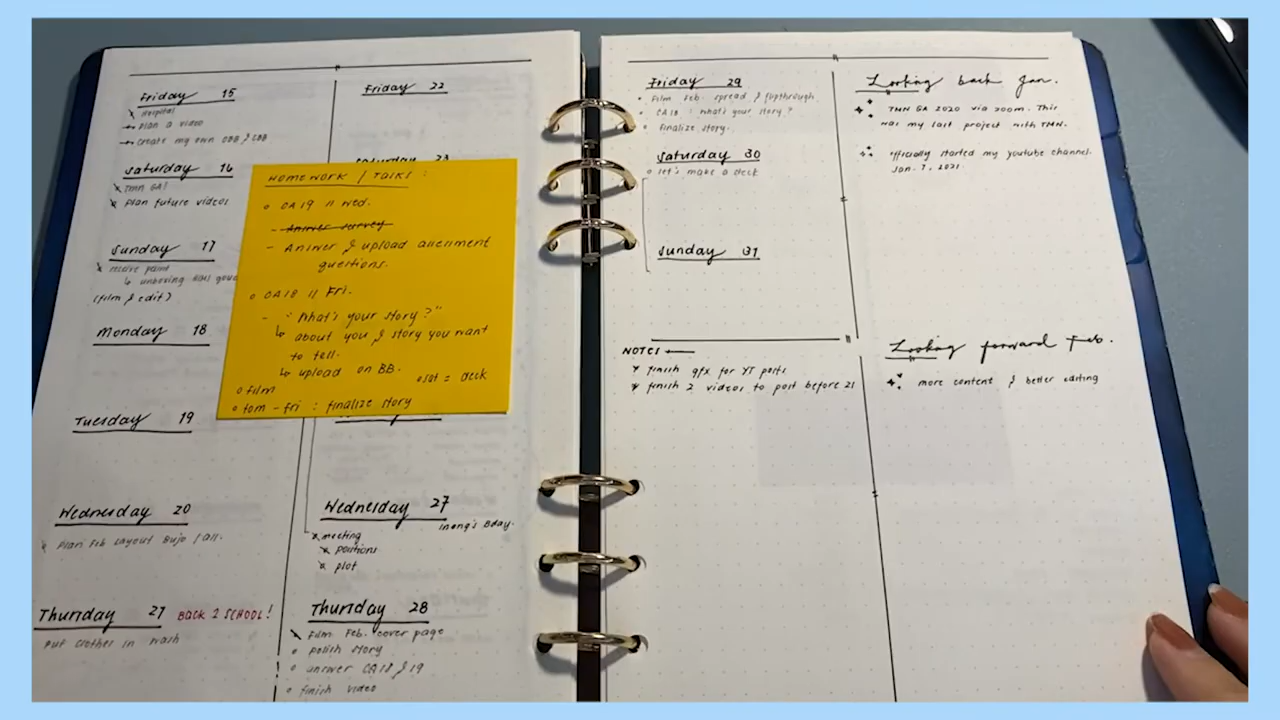 Friday 15
Hospital
plan a video
create my own OBB & CBB
Saturday 16
TMN GA!
plan future videos
Sunday 17
unboxing
(film & edit)
Monday 18
Tuesday 19
Wednesday 20
Plan Feb Layout Bujo /
Thursday 21 BACK 2 SCHOOL!
put clothes in wash
Friday 22
Saturday 23
HOMEWORK / TASKS :
CA19 // Wed.
- Answer survey
- Answer & upload questions.
CA18 // Fri.
- "What's your story?"
↳ about you & story you want
to tell.
↳ upload on BB.
Film
sat = deck
tom - fri : finalize story
Wednesday 27
Inang's Bday.
meeting
positions
plot
Thursday 28
Film Feb. cover page
polish story
answer CA18 & 19
finish video
Friday 29
Film Feb. spread & flipthrough
CA18 : what's your story?
finalize story.
Saturday 30
let's make a deck
Sunday 31
NOTES
finish gfx for YT posts
finish 2 videos to post before 21
Looking back Jan.
TMN GA 2020 via zoom. This
was my last project with TMN.
officially started my youtube channel.
Jan. 7, 2021
Looking forward Feb.
more content & better editing